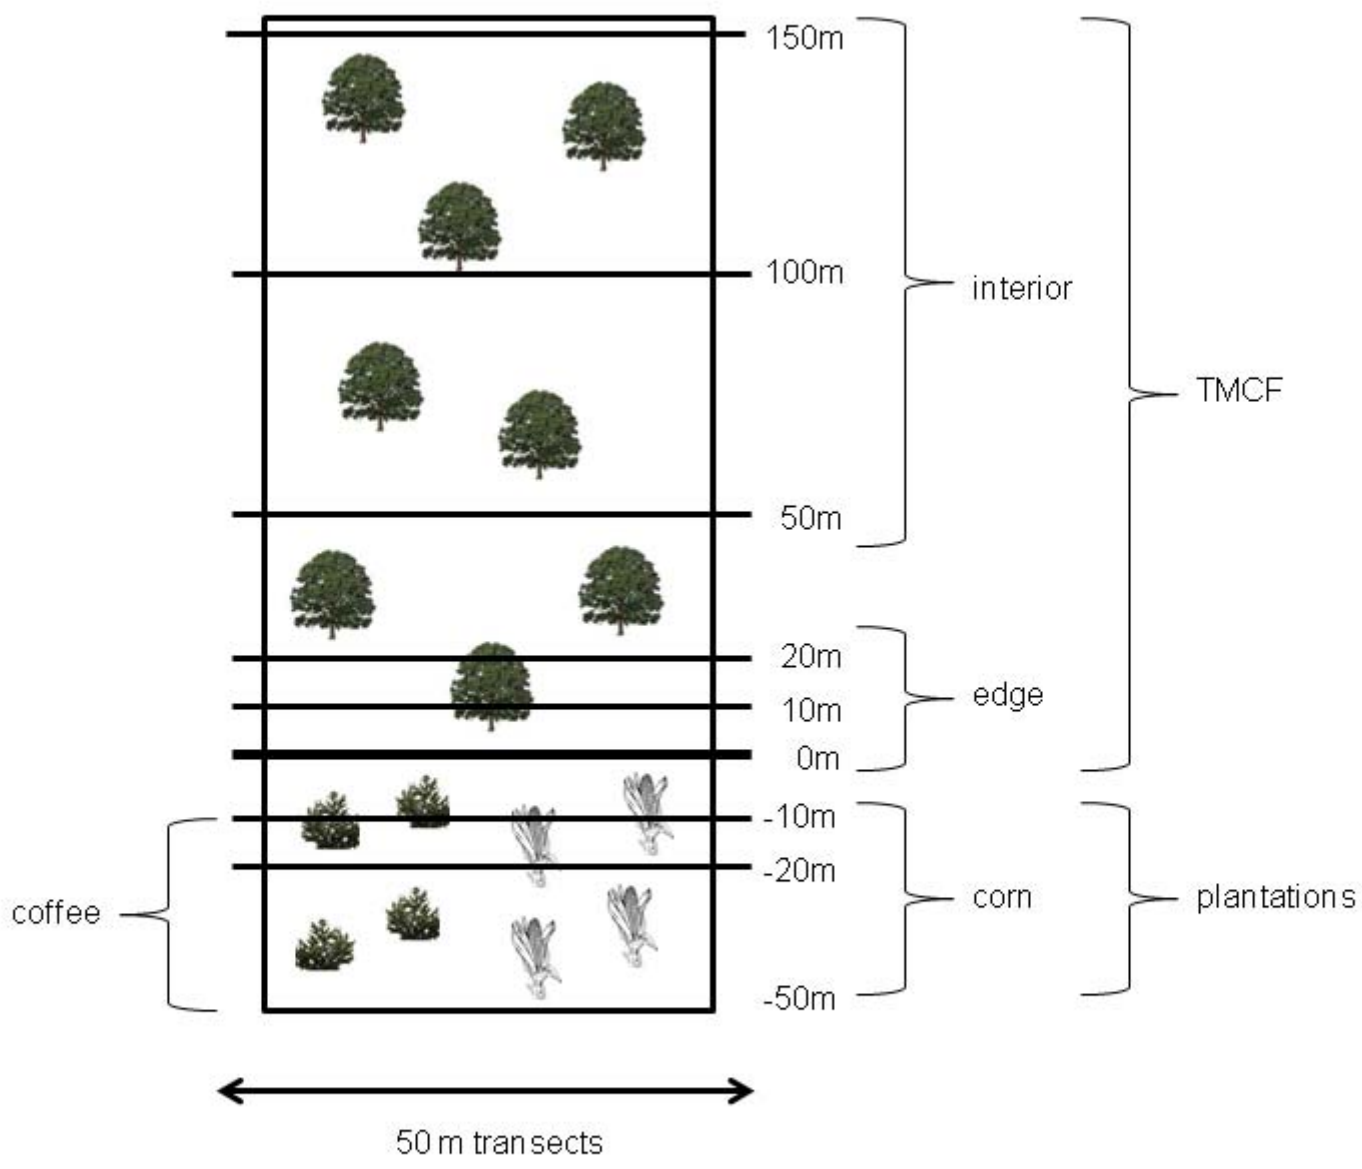 150m
100m
interior
TMCF
50m
20m
edge
10m
0m
-10m
-20m
coffee
corn
plantations
-50m
50 m transects